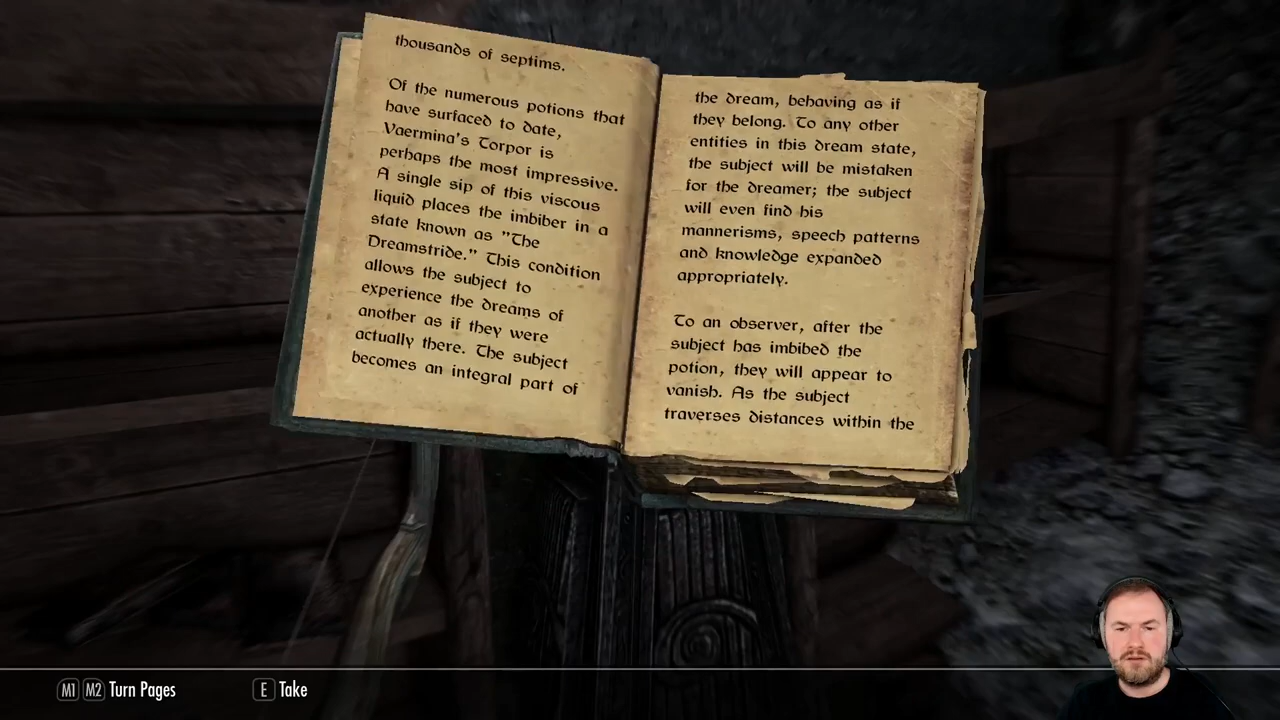 thousands of septims.
Of the numerous potions that
have surfaced to date,
Vaermina's Torpor is
perhaps the most impressive.
A single sip of this viscous
liquid places the imbiber in a
state known as "The
Dreamstride." This condition
allows the subject to
experience the dreams of
another as if they were
actually there. The subject
becomes an integral part of
the dream, behaving as if
they belong. To any other
entities in this dream state,
the subject will be mistaken
for the dreamer; the subject
will even find his
mannerisms, speech patterns
and knowledge expanded
appropriately.
To an observer, after the
subject has imbibed the
potion, they will appear to
vanish. As the subject
traverses distances within the
M1 M2 Turn Pages
E Take